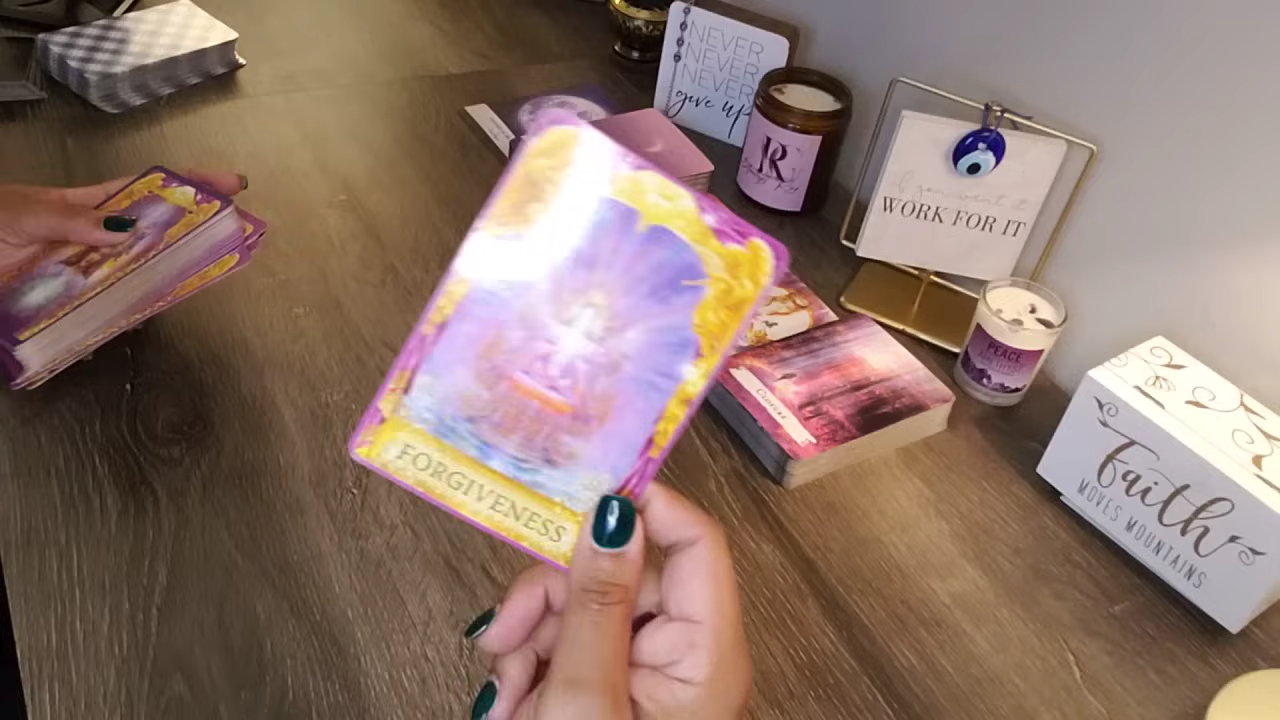 NEVER
NEVER
NEVER
give up
WORK FOR IT
PEACE
FORGIVENESS
Faith
MOVES MOUNTAINS